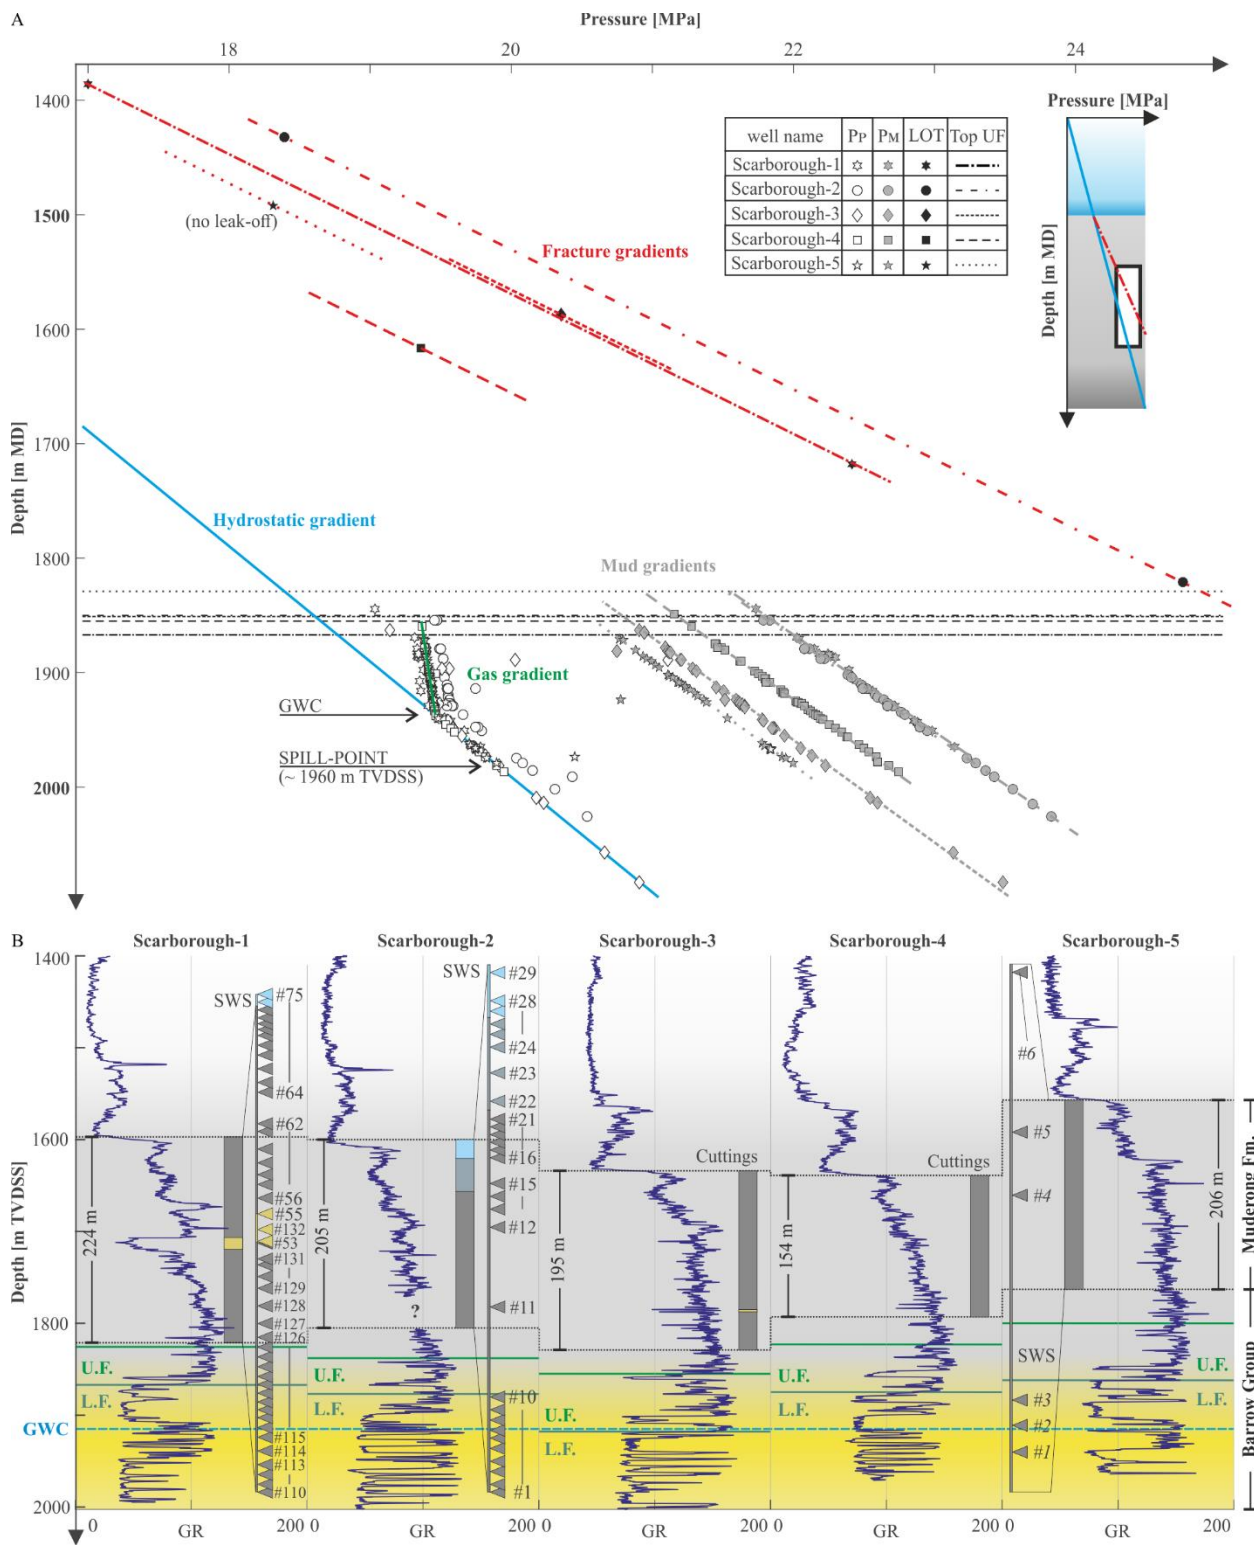 A
Pressure [MPa]
18
20
22
24
1400
1500
1600
1700
1800
1900
2000
Depth [m MD]
Pressure [MPa]
Depth [m MD]
well name PP PM LOT Top UF
Scarborough-1
Scarborough-2
Scarborough-3
Scarborough-4
Scarborough-5
(no leak-off)
Fracture gradients
Hydrostatic gradient
Mud gradients
Gas gradient
GWC
SPILL-POINT
(~ 1960 m TVDSS)
B
Scarborough-1
Scarborough-2
Scarborough-3
Scarborough-4
Scarborough-5
1400
1600
1800
2000
Depth [m TVDSS]
GWC
SWS
#75
#64
#62
#56
#55
#132
#53
#131
#129
#128
#127
#126
#115
#114
#113
#110
224 m
U.F.
L.F.
SWS
#29
#28
#24
#23
#22
#21
#16
#15
#12
#11
#10
#1
205 m
?
U.F.
L.F.
Cuttings
195 m
U.F.
L.F.
Cuttings
154 m
U.F.
L.F.
#6
#5
#4
SWS
#3
#2
#1
206 m
U.F.
L.F.
Muderong Fm.
Barrow Group
0 GR 200
0 GR 200
0 GR 200
0 GR 200
0 GR 200